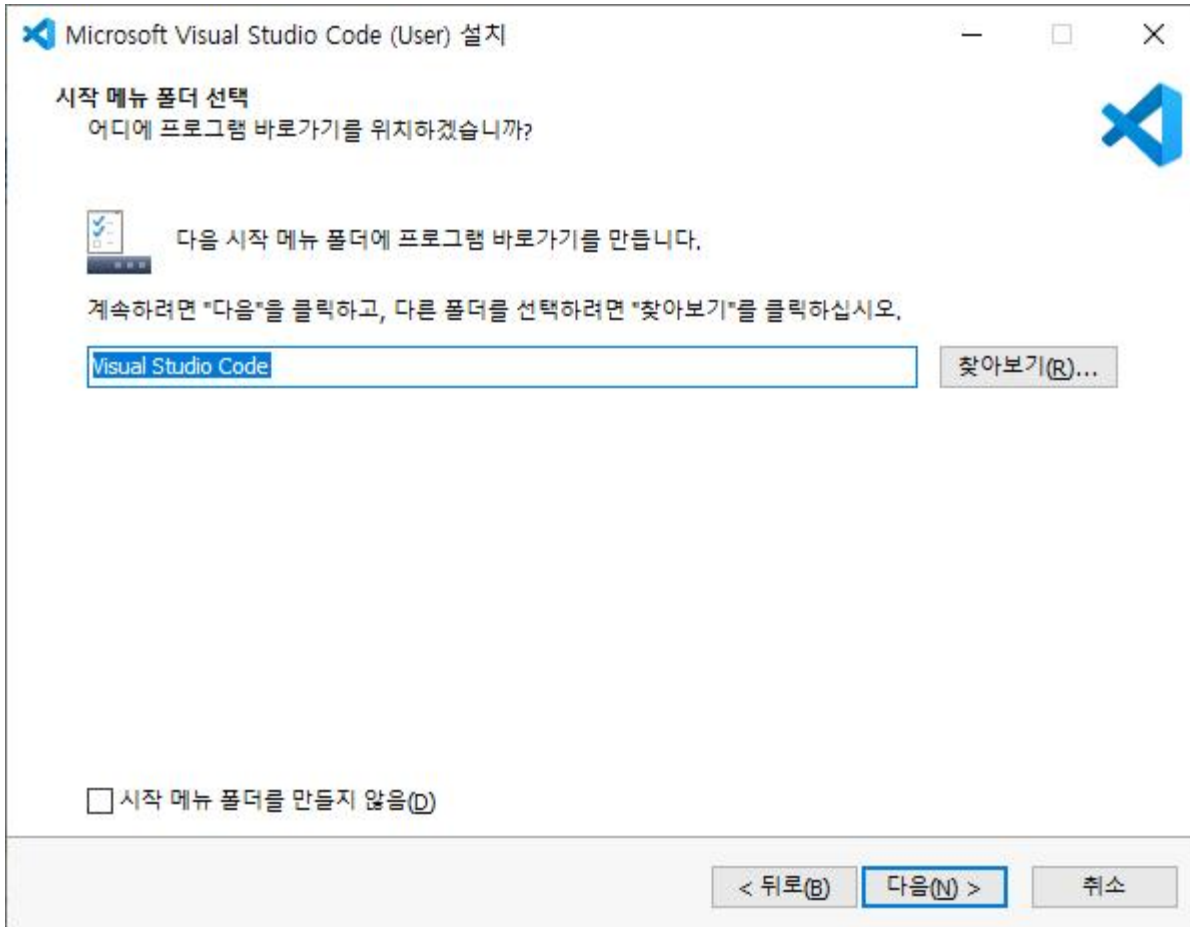 Microsoft Visual Studio Code (User) 설치
시작 메뉴 폴더 선택
어디에 프로그램 바로가기를 위치하겠습니까?
다음 시작 메뉴 폴더에 프로그램 바로가기를 만듭니다.
계속하려면 "다음"을 클릭하고, 다른 폴더를 선택하려면 "찾아보기"를 클릭하십시오.
Visual Studio Code 찾아보기(R)...
시작 메뉴 폴더를 만들지 않음(D)
< 뒤로(B) 다음(N) > 취소